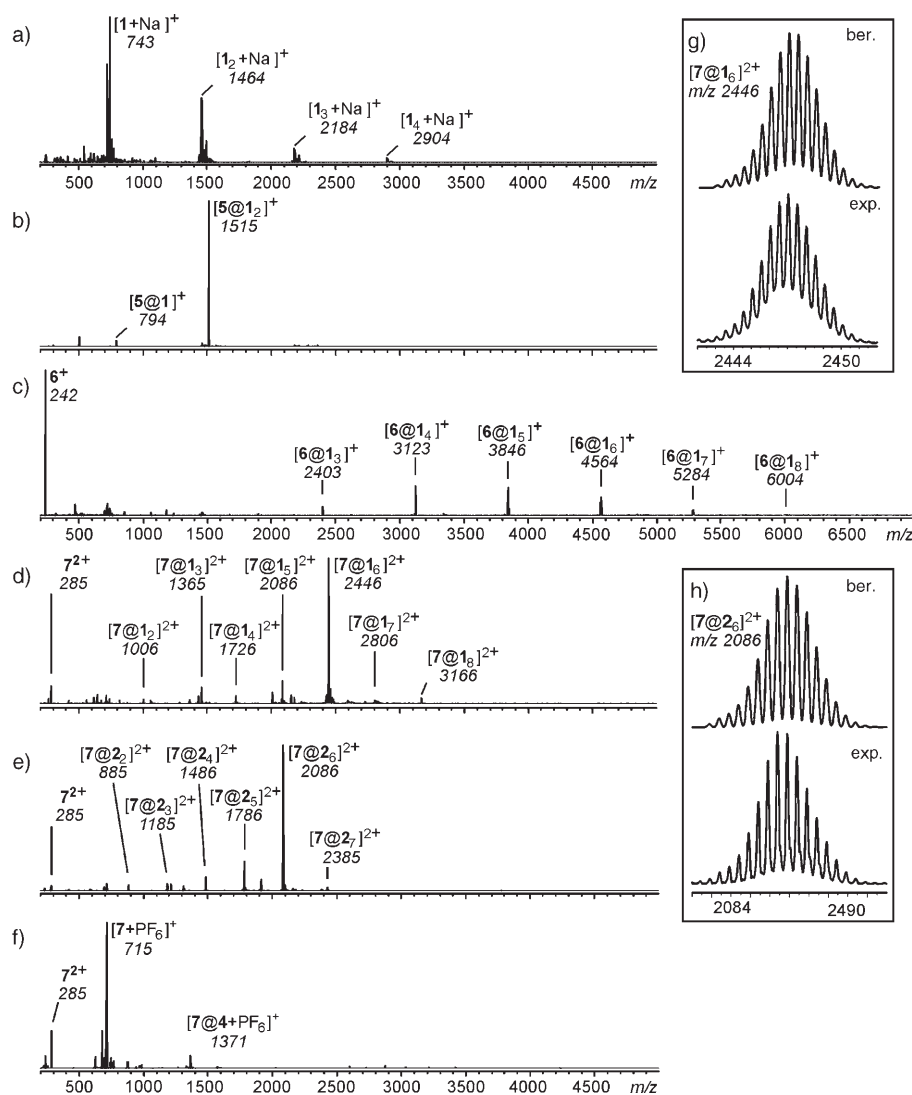 a)
[1+Na]+
743
[1₂+Na]+
1464
[1₃+Na]+
2184
[1₄+Na]+
2904
500 1000 1500 2000 2500 3000 3500 4000 4500 m/z
b)
[5@1₂]+
1515
[5@1]+
794
c)
6+
242
[6@1₃]+
2403
[6@1₄]+
3123
[6@1₅]+
3846
[6@1₆]+
4564
[6@1₇]+
5284
[6@1₈]+
6004
500 1000 1500 2000 2500 3000 3500 4000 4500 5000 5500 6000 6500 m/z
d)
7²+
285
[7@1₂]²+
1006
[7@1₃]²+
1365
[7@1₄]²+
1726
[7@1₅]²+
2086
[7@1₆]²+
2446
[7@1₇]²+
2806
[7@1₈]²+
3166
e)
7²+
285
[7@2₂]²+
885
[7@2₃]²+
1185
[7@2₄]²+
1486
[7@2₅]²+
1786
[7@2₆]²+
2086
[7@2₇]²+
2385
f)
7²+
285
[7+PF₆]+
715
[7@4+PF₆]+
1371
500 1000 1500 2000 2500 3000 3500 4000 4500 m/z
g)
ber.
[7@1₆]²+
m/z 2446
exp.
2444 2450
h)
ber.
[7@2₆]²+
m/z 2086
exp.
2084 2490